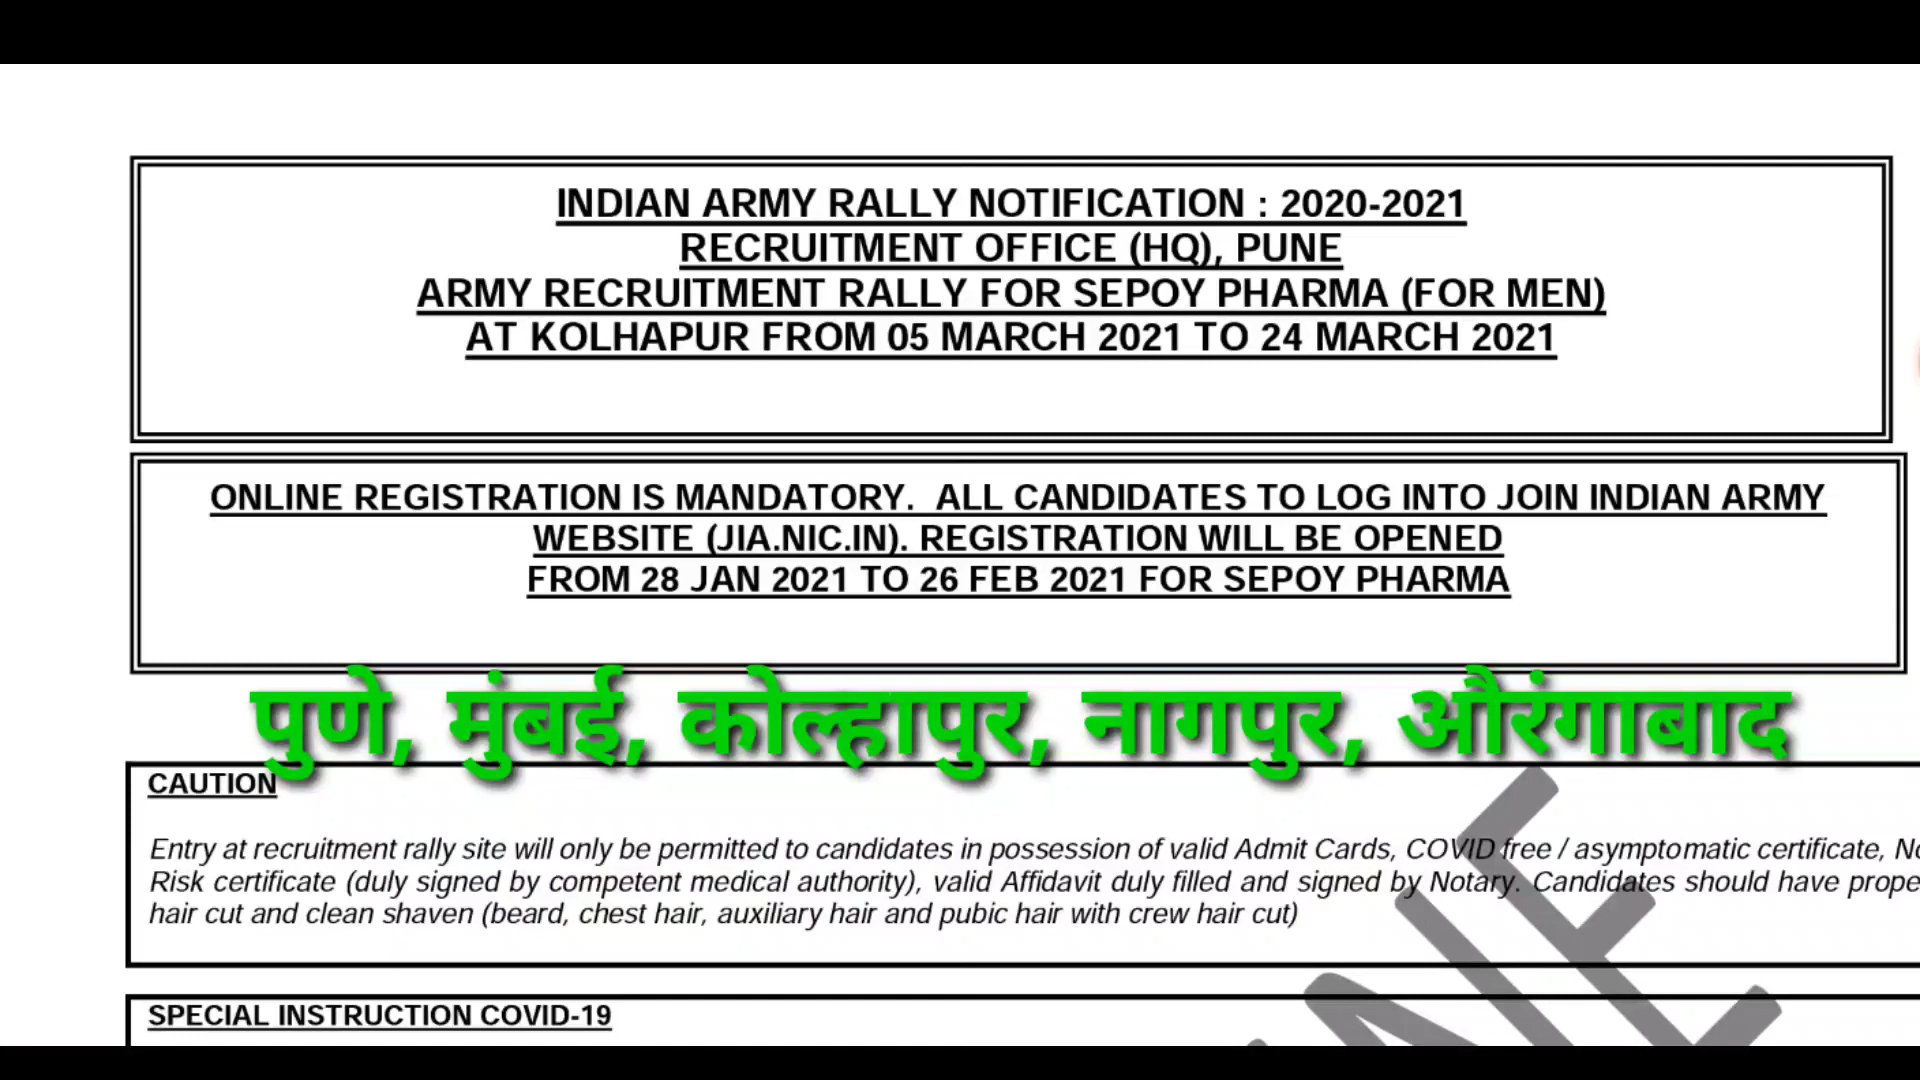 INDIAN ARMY RALLY NOTIFICATION : 2020-2021
RECRUITMENT OFFICE (HQ), PUNE
ARMY RECRUITMENT RALLY FOR SEPOY PHARMA (FOR MEN)
AT KOLHAPUR FROM 05 MARCH 2021 TO 24 MARCH 2021
ONLINE REGISTRATION IS MANDATORY. ALL CANDIDATES TO LOG INTO JOIN INDIAN ARMY
WEBSITE (JIA.NIC.IN). REGISTRATION WILL BE OPENED
FROM 28 JAN 2021 TO 26 FEB 2021 FOR SEPOY PHARMA
पुणे, मुंबई, कोल्हापुर, नागपुर, औरंगाबाद
CAUTION
Entry at recruitment rally site will only be permitted to candidates in possession of valid Admit Cards, COVID free / asymptomatic certificate,
Risk certificate (duly signed by competent medical authority), valid Affidavit duly filled and signed by Notary. Candidates should have
hair cut and clean shaven (beard, chest hair, auxiliary hair and pubic hair with crew hair cut)
SPECIAL INSTRUCTION COVID-19